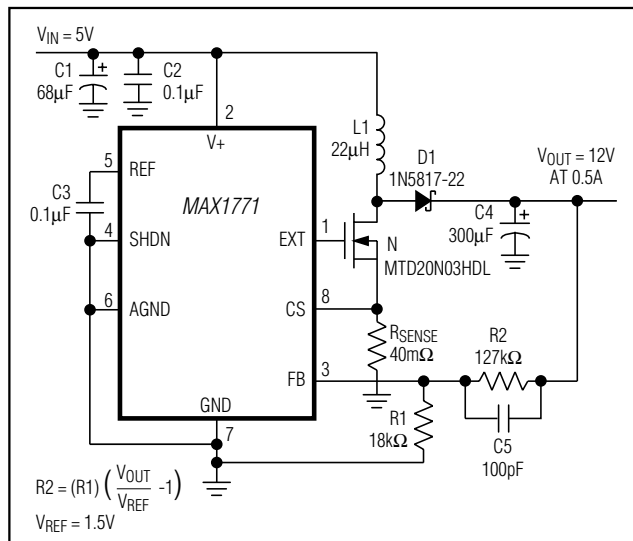 V_IN = 5V
C1
68µF
+
C2
0.1µF
2
V+
L1
22µH
D1
1N5817-22
V_OUT = 12V
AT 0.5A
5
REF
C3
0.1µF
MAX1771
C4
300µF
+
4
SHDN
EXT
1
N
MTD20N03HDL
6
AGND
CS
8
R_SENSE
40mΩ
R2
127kΩ
FB
3
GND
7
R1
18kΩ
C5
100pF
R2 = (R1) (V_OUT / V_REF -1)
V_REF = 1.5V